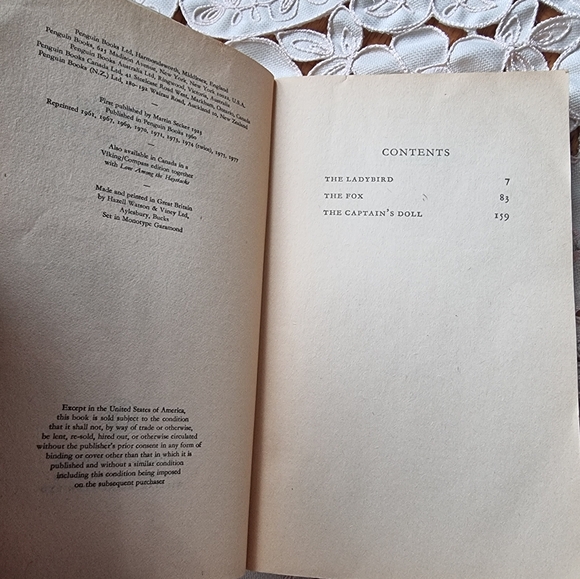 Penguin Books Ltd, Harmondsworth, Middlesex, England
Penguin Books, 625 Madison Avenue, New York, New York 10022, U.S.A.
Penguin Books Australia Ltd, Ringwood, Victoria, Australia
Penguin Books Canada Ltd, 41 Steelcase Road West, Markham, Ontario, Canada
Penguin Books (N.Z.) Ltd, 182-190 Wairau Road, Auckland 10, New Zealand
—
First published by Martin Secker 1923
Published in Penguin Books 1960
Reprinted 1961, 1967, 1969, 1970, 1971, 1973, 1974 (twice), 1975, 1977
—
Also available in Canada in a
Viking/Compass edition together
with Love Among the Haystacks
—
Made and printed in Great Britain
by Hazell Watson & Viney Ltd,
Aylesbury, Bucks
Set in Monotype Garamond
Except in the United States of America,
this book is sold subject to the condition
that it shall not, by way of trade or otherwise,
be lent, re-sold, hired out, or otherwise circulated
without the publisher's prior consent in any form of
binding or cover other than that in which it is
published and without a similar condition
including this condition being imposed
on the subsequent purchaser
CONTENTS
THE LADYBIRD 7
THE FOX 83
THE CAPTAIN'S DOLL 159